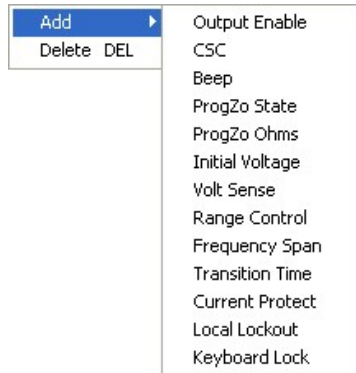 Add
Delete DEL
Output Enable
CSC
Beep
ProgZo State
ProgZo Ohms
Initial Voltage
Volt Sense
Range Control
Frequency Span
Transition Time
Current Protect
Local Lockout
Keyboard Lock